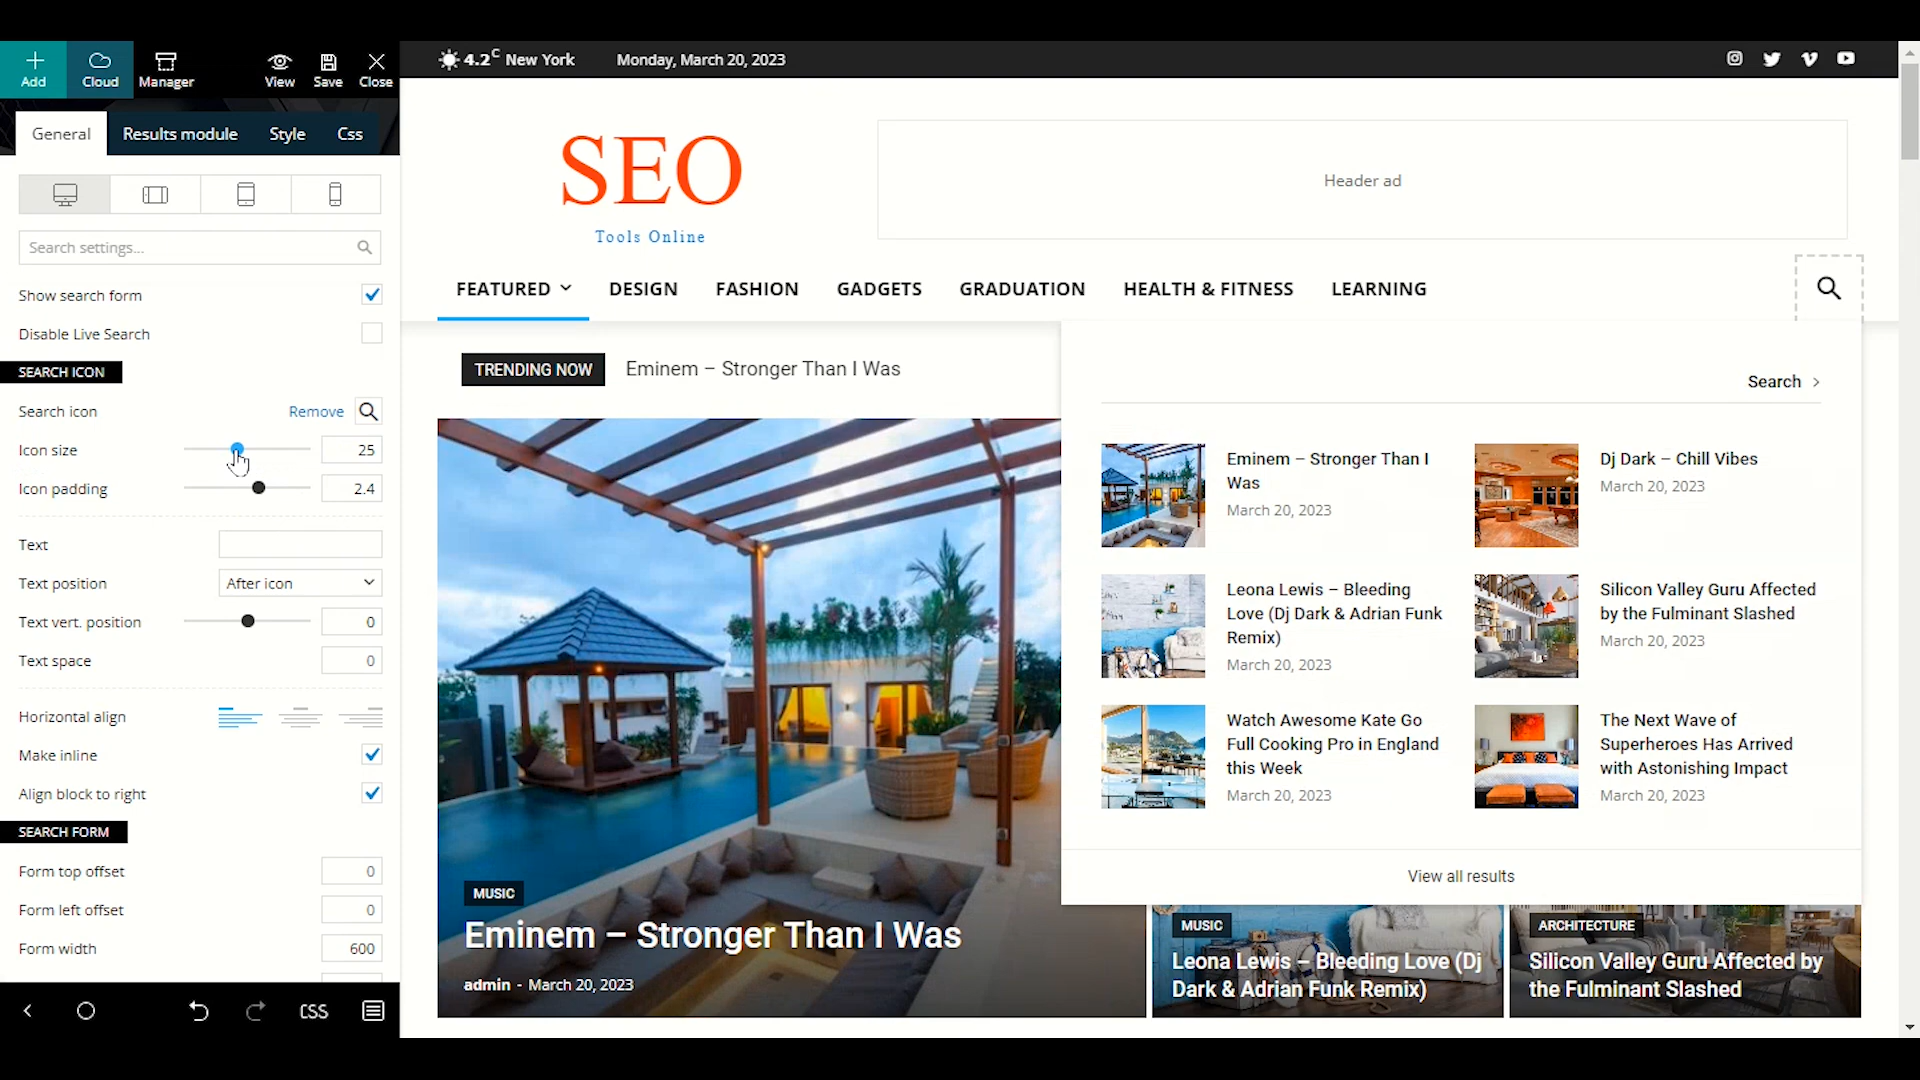 Add
Cloud
Manager
View
Save
Close
General
Results module
Style
Css
Search settings...
Show search form
Disable Live Search
SEARCH ICON
Search icon
Remove
Icon size
25
Icon padding
2.4
Text
Text position
After icon
Text vert. position
0
Text space
0
Horizontal align
Make inline
Align block to right
SEARCH FORM
Form top offset
0
Form left offset
0
Form width
600
CSS
4.2 C New York
Monday, March 20, 2023
SEO
Tools Online
Header ad
FEATURED
DESIGN
FASHION
GADGETS
GRADUATION
HEALTH & FITNESS
LEARNING
TRENDING NOW
Eminem – Stronger Than I Was
Search
Eminem – Stronger Than I
Was
March 20, 2023
Dj Dark – Chill Vibes
March 20, 2023
Leona Lewis – Bleeding
Love (Dj Dark & Adrian Funk
Remix)
March 20, 2023
Silicon Valley Guru Affected
by the Fulminant Slashed
March 20, 2023
Watch Awesome Kate Go
Full Cooking Pro in England
this Week
March 20, 2023
The Next Wave of
Superheroes Has Arrived
with Astonishing Impact
March 20, 2023
View all results
MUSIC
Eminem – Stronger Than I Was
admin - March 20, 2023
MUSIC
Leona Lewis – Bleeding Love (Dj
Dark & Adrian Funk Remix)
ARCHITECTURE
Silicon Valley Guru Affected by
the Fulminant Slashed